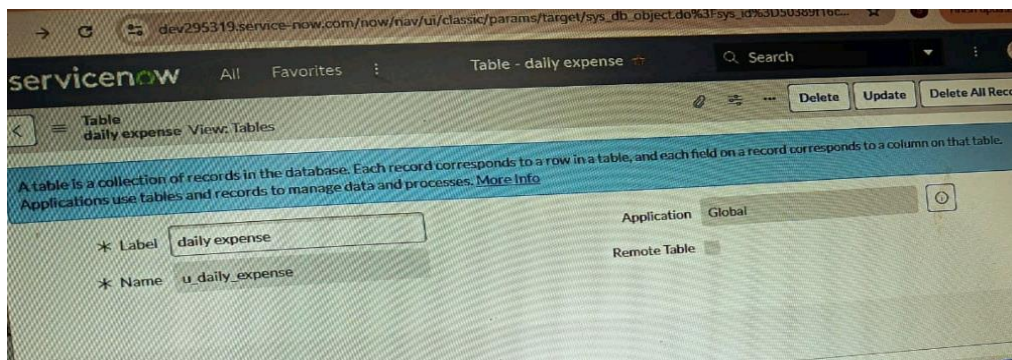 dev295319.service-now.com/now/nav/ui/classic/params/target/sys_db_object.do%3Fsys_id%3D50389f16c...
servicenow All Favorites Table - daily expense Search
Table
daily expense View: Tables
Delete Update Delete All Reco
A table is a collection of records in the database. Each record corresponds to a row in a table, and each field on a record corresponds to a column on that table.
Applications use tables and records to manage data and processes. More Info
* Label daily expense
Application Global
* Name u_daily_expense
Remote Table